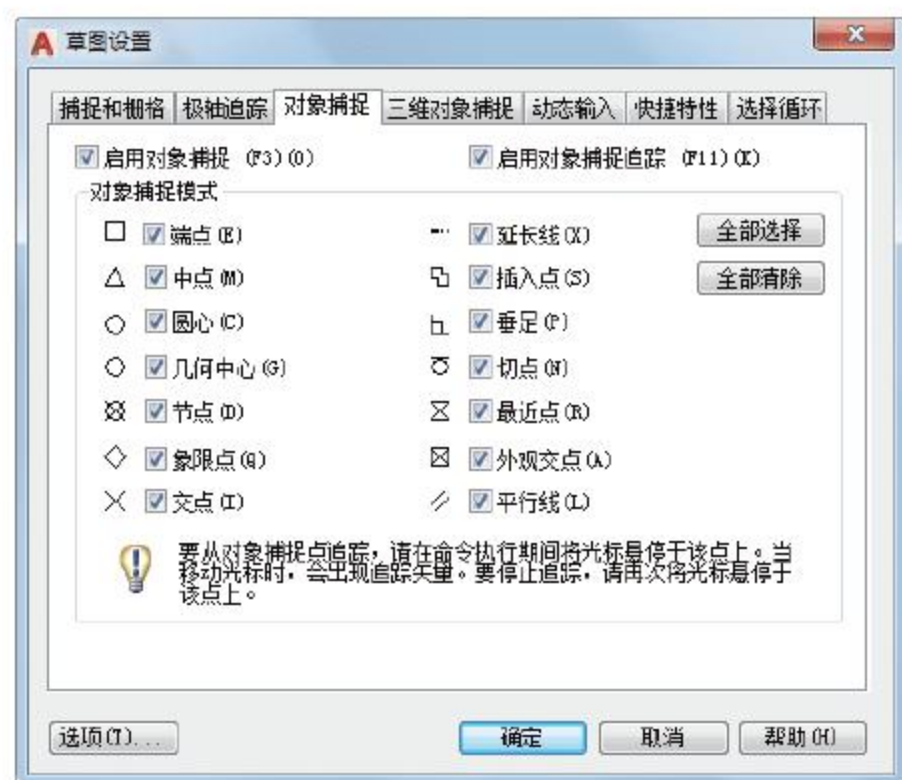 草图设置
捕捉和栅格 极轴追踪 对象捕捉 三维对象捕捉 动态输入 快捷特性 选择循环
启用对象捕捉 (F3)(O) 启用对象捕捉追踪 (F11)(K)
对象捕捉模式
端点(E) 延长线(X) 全部选择
中点(M) 插入点(S) 全部清除
圆心(C) 垂足(P)
几何中心(G) 切点(N)
节点(D) 最近点(R)
象限点(Q) 外观交点(A)
交点(I) 平行线(L)
要从对象捕捉点追踪，请在命令执行期间将光标悬停于该点上。当
移动光标时，会出现追踪矢量。要停止追踪，请再次将光标悬停于
该点上。
选项(T)... 确定 取消 帮助(H)